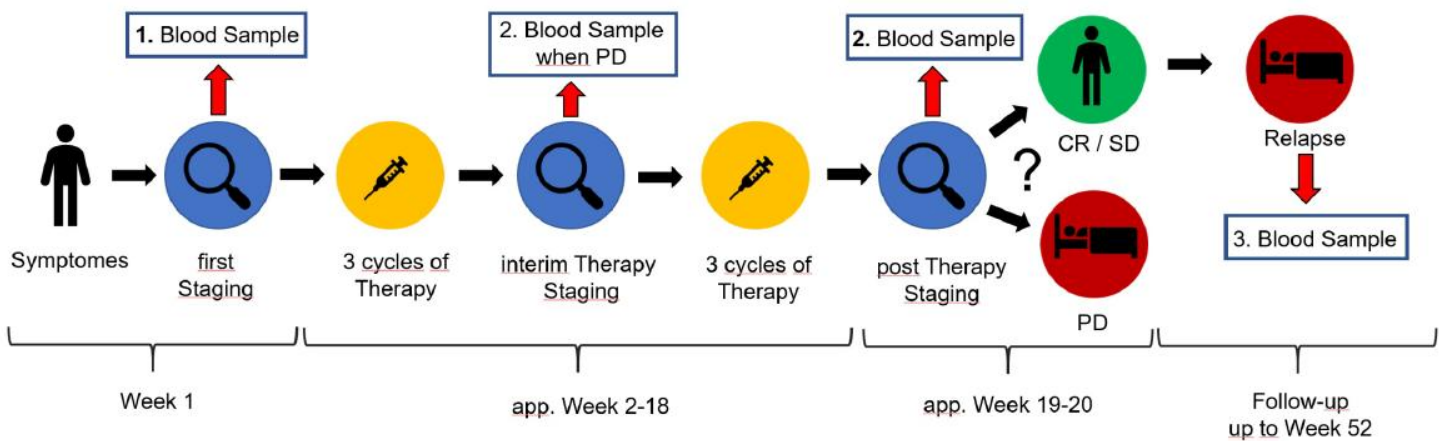 1. Blood Sample
2. Blood Sample
when PD
2. Blood Sample
CR / SD
Relapse
?
3. Blood Sample
Symptomes
first
Staging
3 cycles of
Therapy
interim Therapy
Staging
3 cycles of
Therapy
post Therapy
Staging
PD
Week 1
app. Week 2-18
app. Week 19-20
Follow-up
up to Week 52